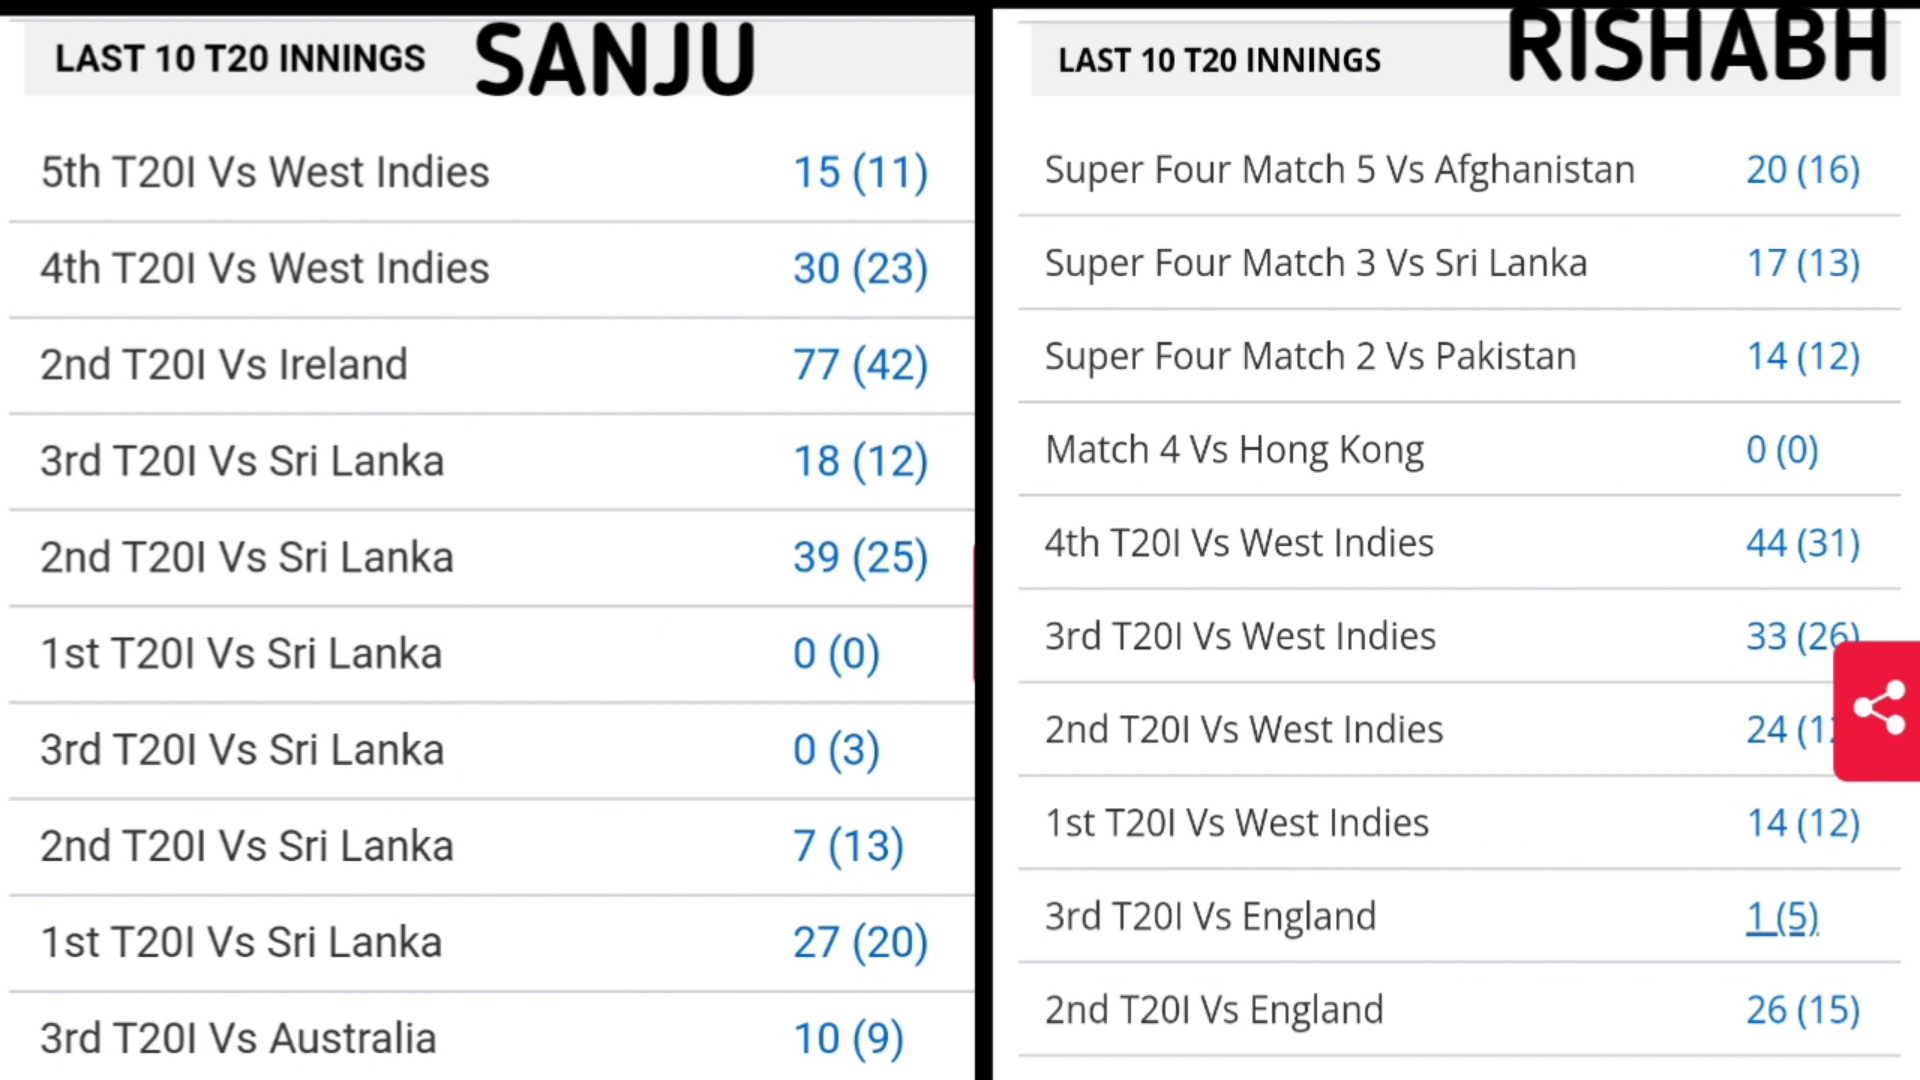 LAST 10 T20 INNINGS SANJU
5th T20I Vs West Indies 15 (11)
4th T20I Vs West Indies 30 (23)
2nd T20I Vs Ireland 77 (42)
3rd T20I Vs Sri Lanka 18 (12)
2nd T20I Vs Sri Lanka 39 (25)
1st T20I Vs Sri Lanka 0 (0)
3rd T20I Vs Sri Lanka 0 (3)
2nd T20I Vs Sri Lanka 7 (13)
1st T20I Vs Sri Lanka 27 (20)
3rd T20I Vs Australia 10 (9)
LAST 10 T20 INNINGS RISHABH
Super Four Match 5 Vs Afghanistan 20 (16)
Super Four Match 3 Vs Sri Lanka 17 (13)
Super Four Match 2 Vs Pakistan 14 (12)
Match 4 Vs Hong Kong 0 (0)
4th T20I Vs West Indies 44 (31)
3rd T20I Vs West Indies 33 (26)
2nd T20I Vs West Indies 24
1st T20I Vs West Indies 14 (12)
3rd T20I Vs England 1 (5)
2nd T20I Vs England 26 (15)